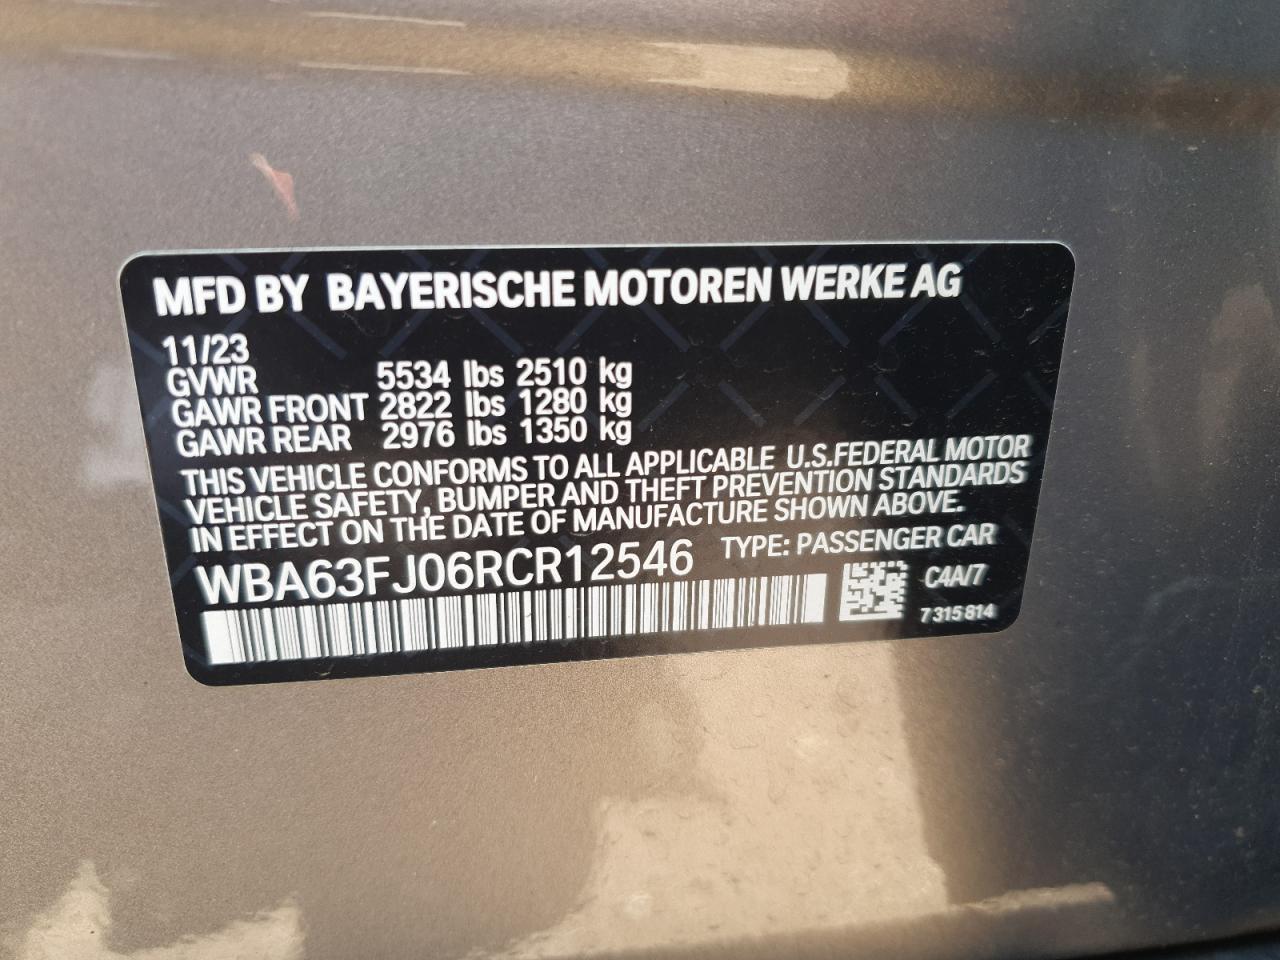 MFD BY BAYERISCHE MOTOREN WERKE AG
11/23
GVWR 5534 lbs 2510 kg
GAWR FRONT 2822 lbs 1280 kg
GAWR REAR 2976 lbs 1350 kg
THIS VEHICLE CONFORMS TO ALL APPLICABLE U.S.FEDERAL MOTOR
VEHICLE SAFETY, BUMPER AND THEFT PREVENTION STANDARDS
IN EFFECT ON THE DATE OF MANUFACTURE SHOWN ABOVE.
WBA63FJ06RCR12546 TYPE: PASSENGER CAR
C4A/7
7 315 814